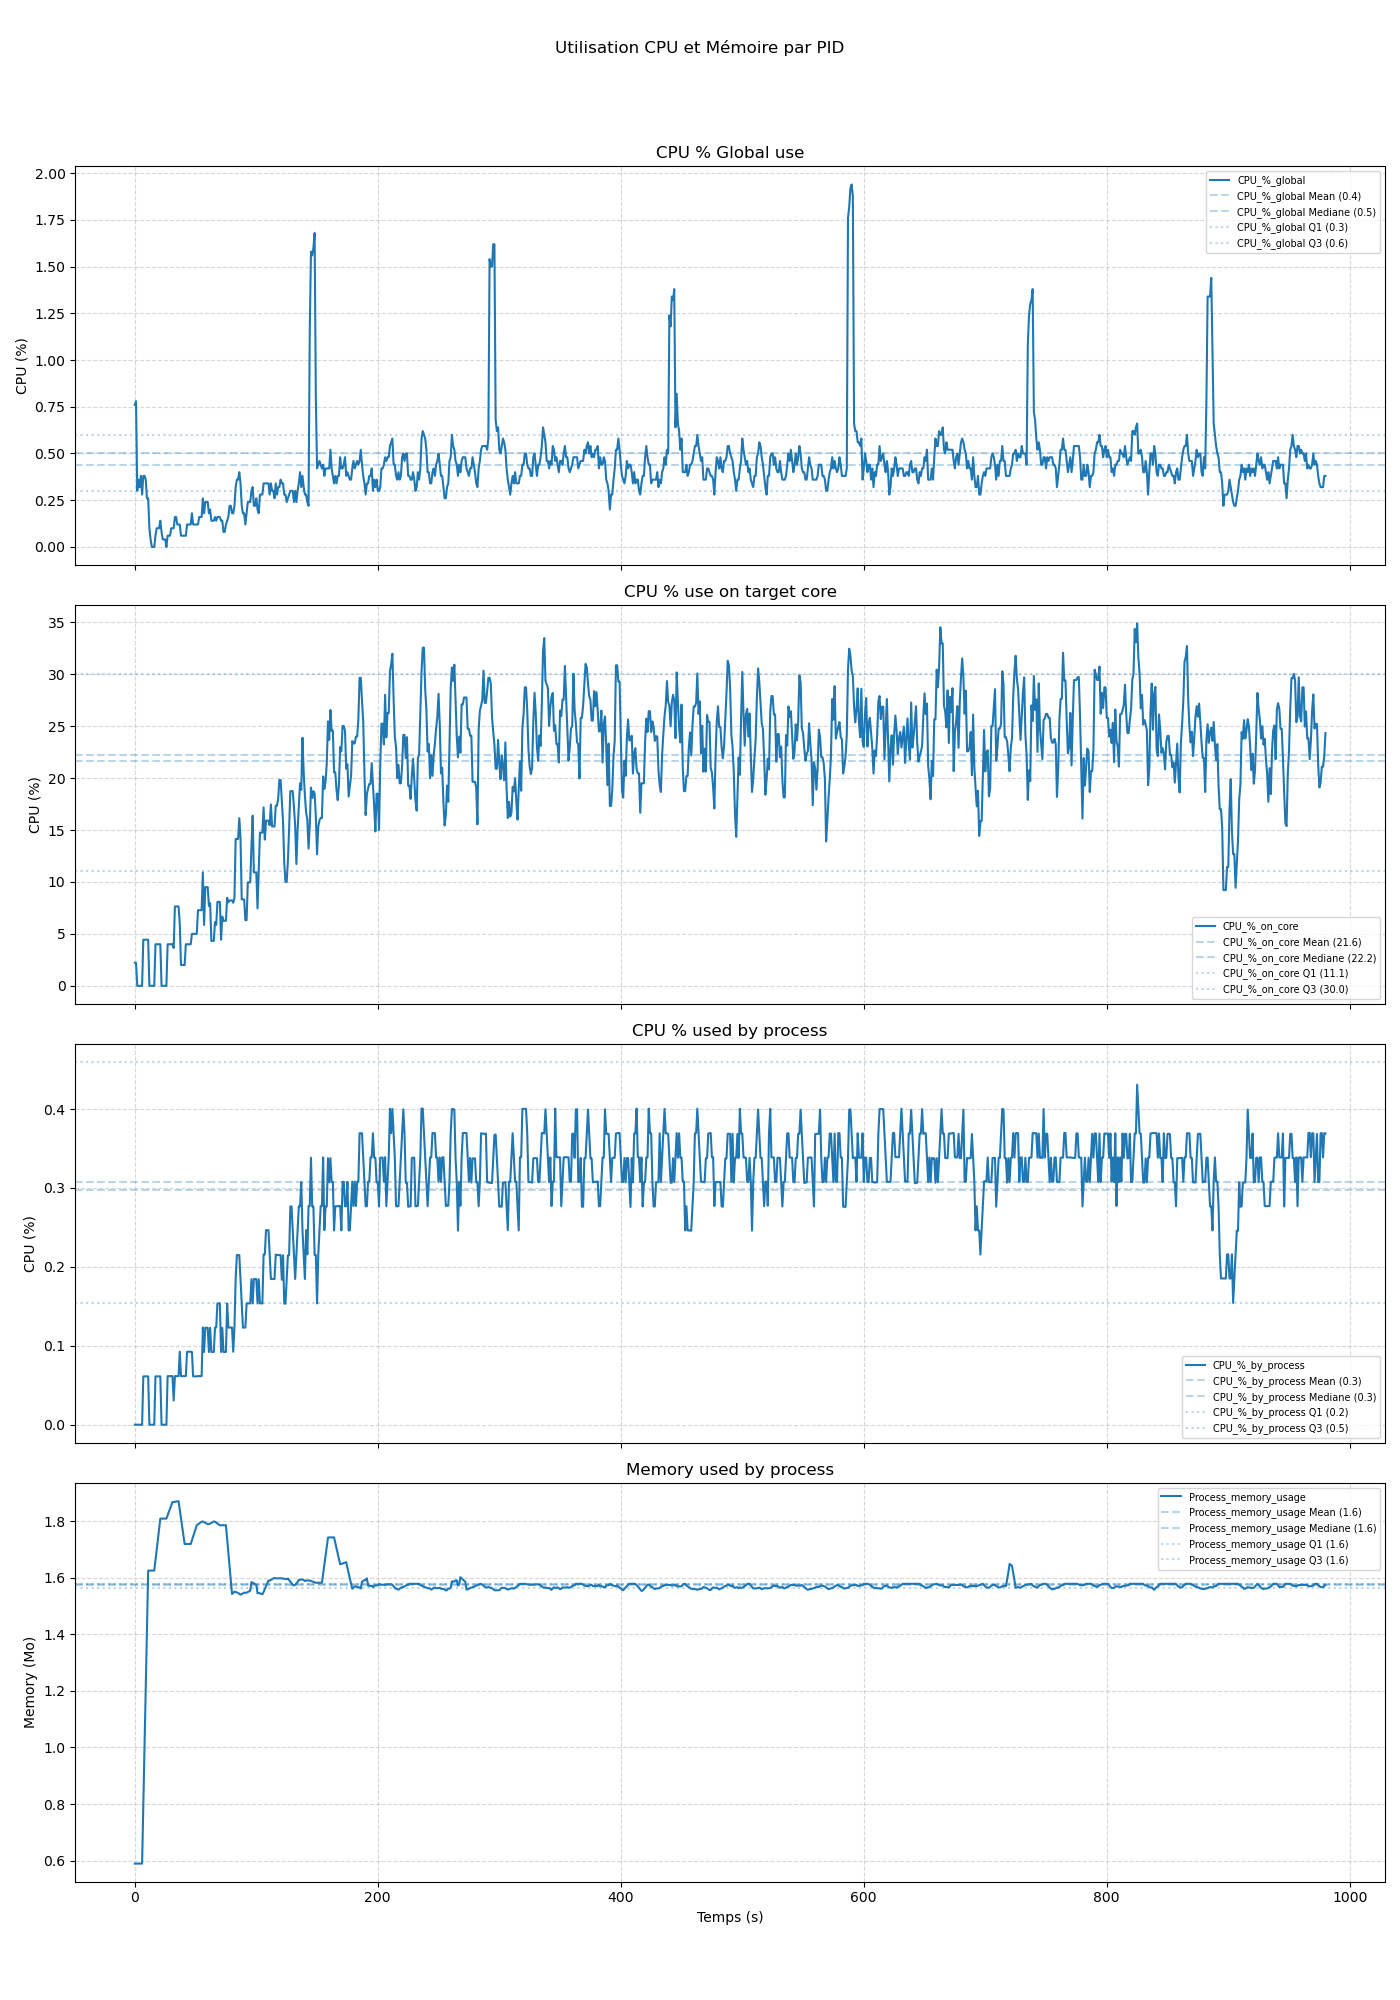 Utilisation CPU et Mémoire par PID
CPU % Global use
2.00
1.75
1.50
1.25
1.00
0.75
0.50
0.25
0.00
CPU (%)
CPU_%_global
CPU_%_global Mean (0.4)
CPU_%_global Mediane (0.5)
CPU_%_global Q1 (0.3)
CPU_%_global Q3 (0.6)
CPU % use on target core
35
30
25
20
15
10
5
0
CPU (%)
CPU_%_on_core
CPU_%_on_core Mean (21.6)
CPU_%_on_core Mediane (22.2)
CPU_%_on_core Q1 (11.1)
CPU_%_on_core Q3 (30.0)
CPU % used by process
0.4
0.3
0.2
0.1
0.0
CPU (%)
CPU_%_by_process
CPU_%_by_process Mean (0.3)
CPU_%_by_process Mediane (0.3)
CPU_%_by_process Q1 (0.2)
CPU_%_by_process Q3 (0.5)
Memory used by process
1.8
1.6
1.4
1.2
1.0
0.8
0.6
Memory (Mo)
Process_memory_usage
Process_memory_usage Mean (1.6)
Process_memory_usage Mediane (1.6)
Process_memory_usage Q1 (1.6)
Process_memory_usage Q3 (1.6)
0 200 400 600 800 1000
Temps (s)